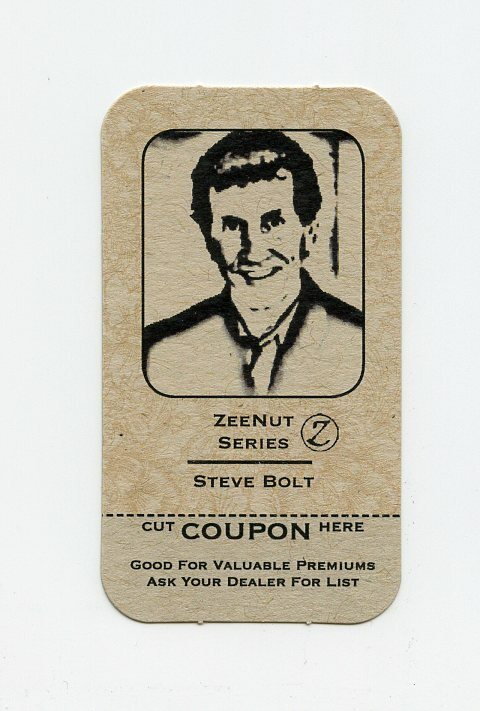 ZEENUT
SERIES Z
STEVE BOLT
CUT COUPON HERE
GOOD FOR VALUABLE PREMIUMS
ASK YOUR DEALER FOR LIST